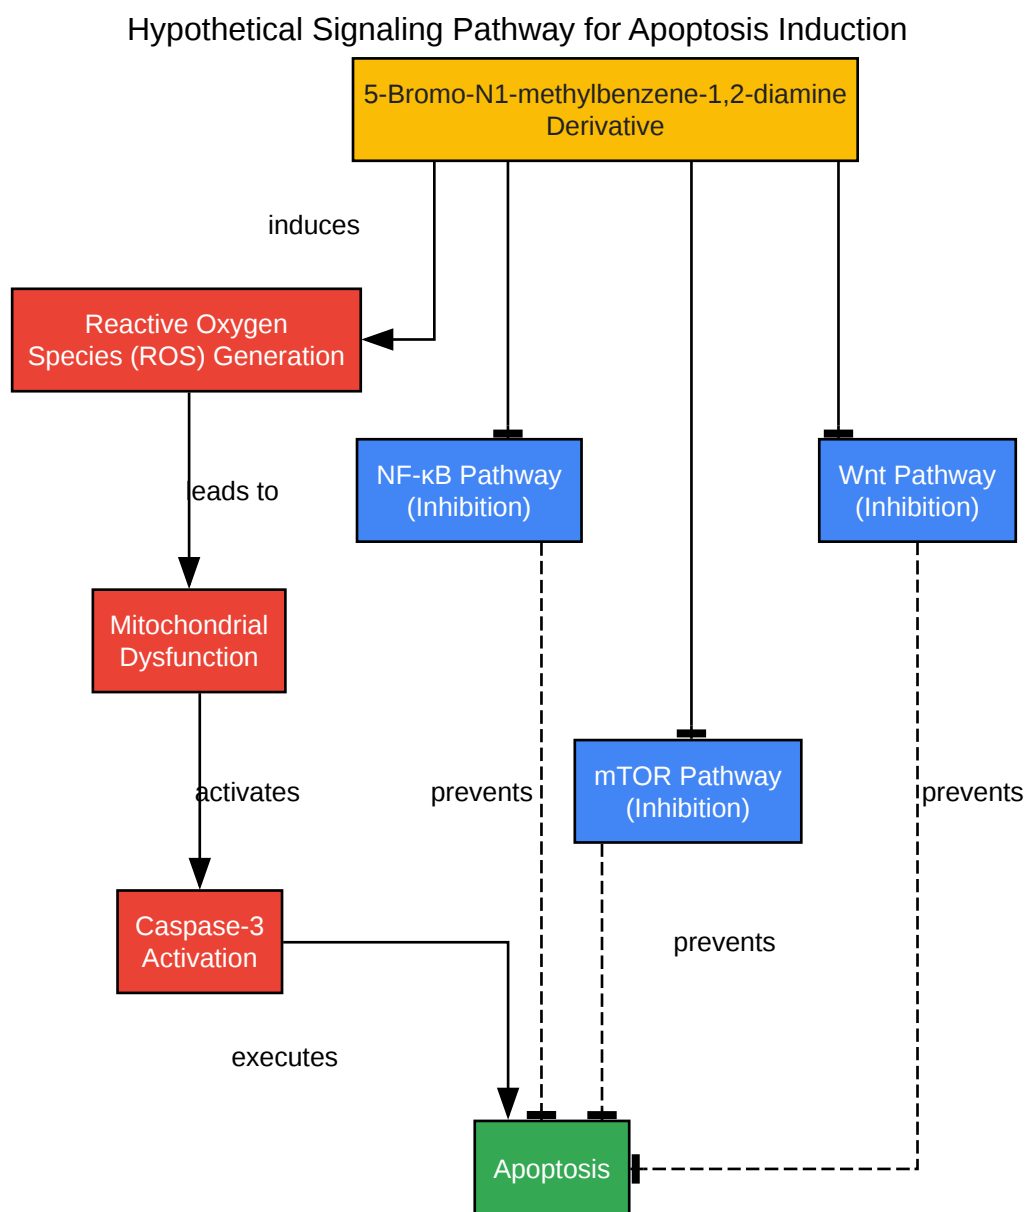 Hypothetical Signaling Pathway for Apoptosis Induction
5-Bromo-N1-methylbenzene-1,2-diamine
Derivative
induces
Reactive Oxygen
Species (ROS) Generation
NF-κB Pathway
(Inhibition)
Wnt Pathway
(Inhibition)
leads to
Mitochondrial
Dysfunction
mTOR Pathway
(Inhibition)
activates
prevents
prevents
Caspase-3
Activation
prevents
executes
Apoptosis